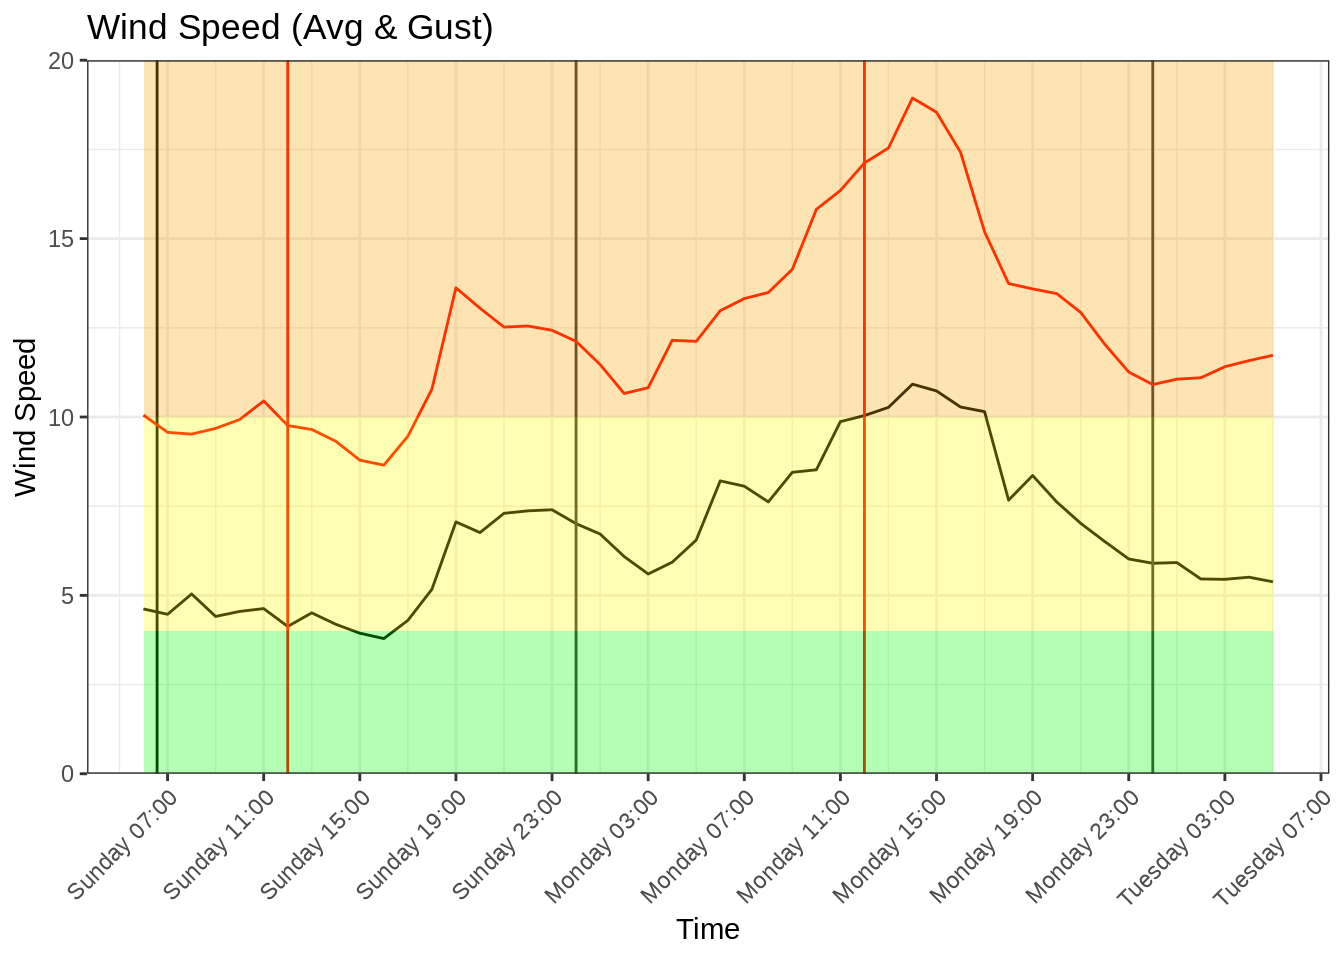 Wind Speed (Avg & Gust)
20
15
10
5
0
Wind Speed
Sunday 07:00
Sunday 11:00
Sunday 15:00
Sunday 19:00
Sunday 23:00
Monday 03:00
Monday 07:00
Monday 11:00
Monday 15:00
Monday 19:00
Monday 23:00
Tuesday 03:00
Tuesday 07:00
Time